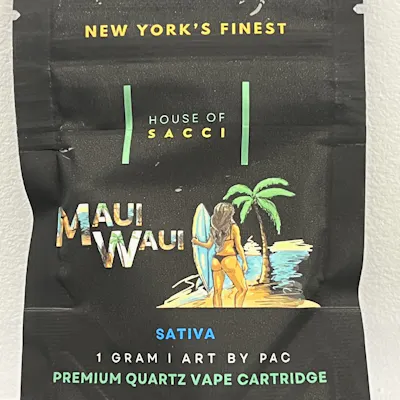 NEW YORK'S FINEST
HOUSE OF
SACCI
MAUI
WAUI
SATIVA
1 GRAM | ART BY PAC
PREMIUM QUARTZ VAPE CARTRIDGE